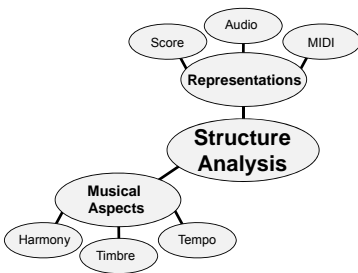 Audio
Score
MIDI
Representations
Structure
Analysis
Musical
Aspects
Harmony
Timbre
Tempo